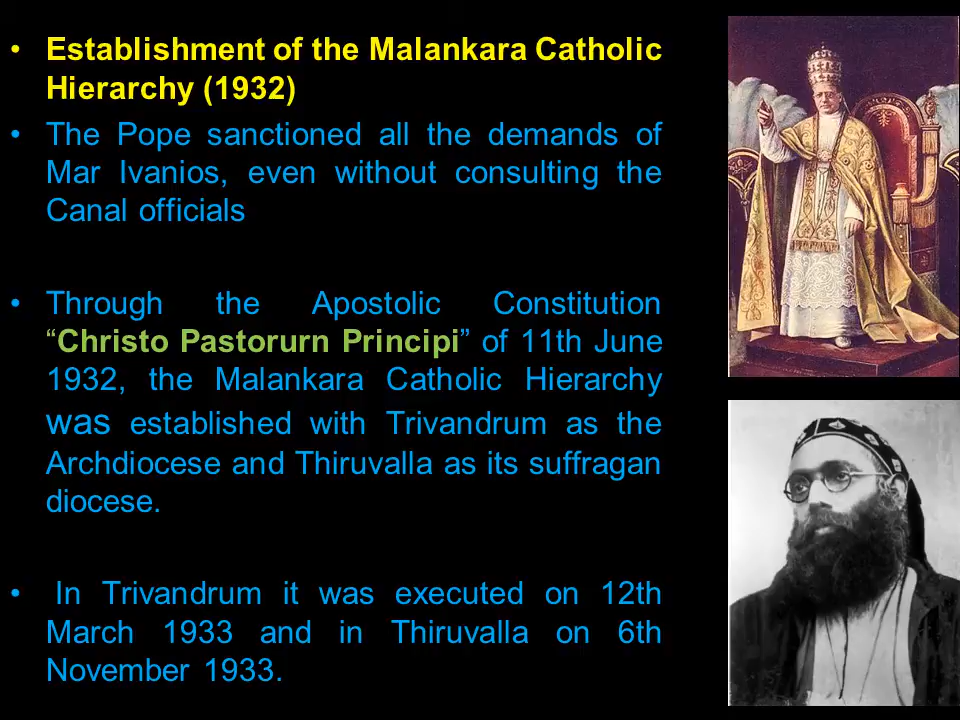 • Establishment of the Malankara Catholic
Hierarchy (1932)
• The Pope sanctioned all the demands of
Mar Ivanios, even without consulting the
Canal officials
• Through the Apostolic Constitution
“Christo Pastorurn Principi” of 11th June
1932, the Malankara Catholic Hierarchy
was established with Trivandrum as the
Archdiocese and Thiruvalla as its suffragan
diocese.
• In Trivandrum it was executed on 12th
March 1933 and in Thiruvalla on 6th
November 1933.